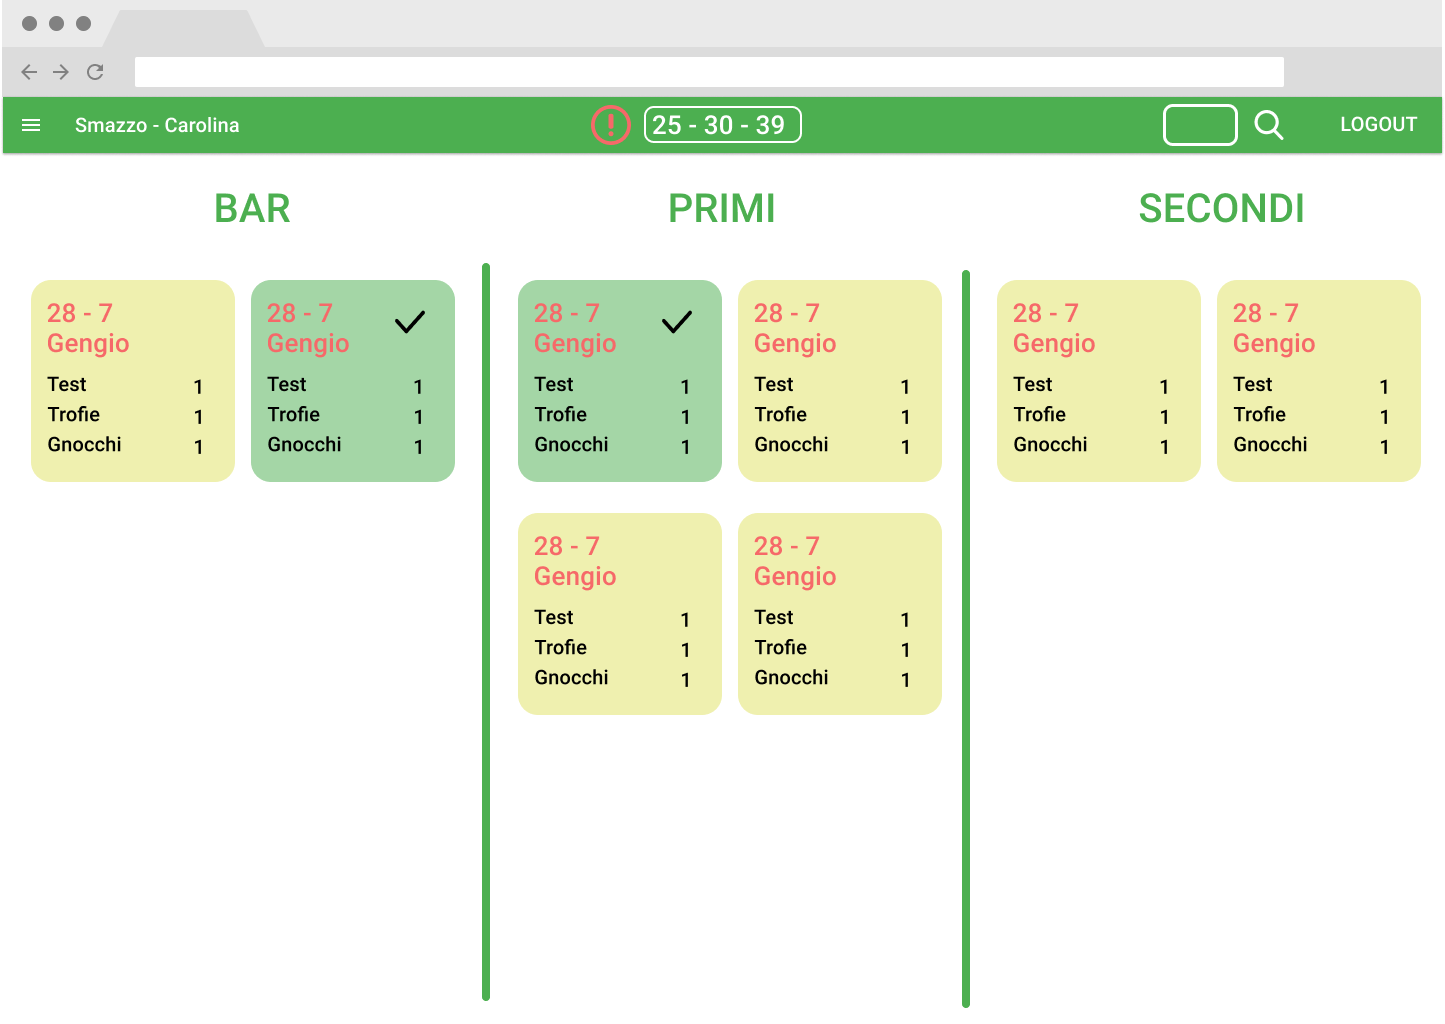 Smazzo - Carolina
25 - 30 - 39
LOGOUT
BAR
28 - 7
Gengio
Test 1
Trofie 1
Gnocchi 1
28 - 7
Gengio
Test 1
Trofie 1
Gnocchi 1
PRIMI
28 - 7
Gengio
Test 1
Trofie 1
Gnocchi 1
28 - 7
Gengio
Test 1
Trofie 1
Gnocchi 1
28 - 7
Gengio
Test 1
Trofie 1
Gnocchi 1
28 - 7
Gengio
Test 1
Trofie 1
Gnocchi 1
SECONDI
28 - 7
Gengio
Test 1
Trofie 1
Gnocchi 1
28 - 7
Gengio
Test 1
Trofie 1
Gnocchi 1